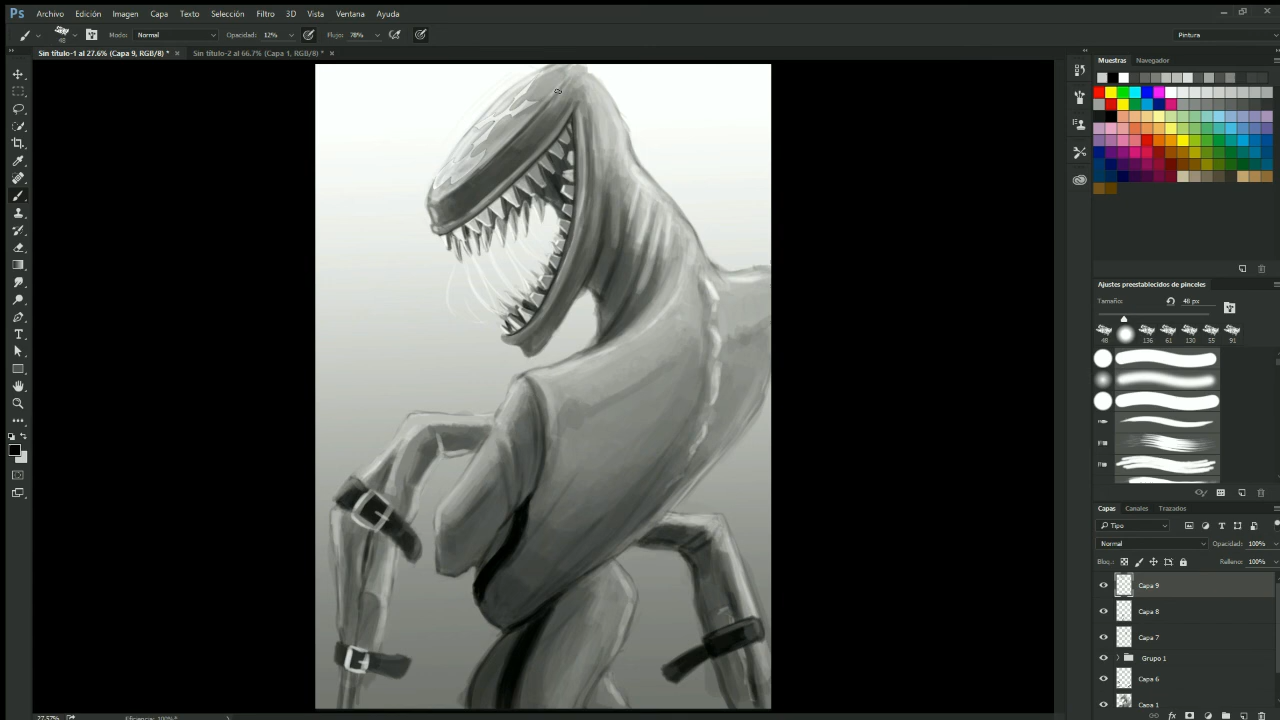 Ps Archivo Edición Imagen Capa Texto Selección Filtro 3D Vista Ventana Ayuda
48 Modo: Normal Opacidad: 12% Flujo: 78% Pintura
Sin título-1 al 27.6% (Capa 9, RGB/8) * × Sin título-2 al 66.7% (Capa 1, RGB/8) * ×
Muestras Navegador
Ajustes preestablecidos de pinceles
Tamaño: 48 px
48 136 61 130 55 91
Capas Canales Trazados
Tipo
Normal Opacidad: 100%
Bloq.: Relleno: 100%
Capa 9
Capa 8
Capa 7
Grupo 1
Capa 6
Capa 1
27.57% Eficiencia: 100%*